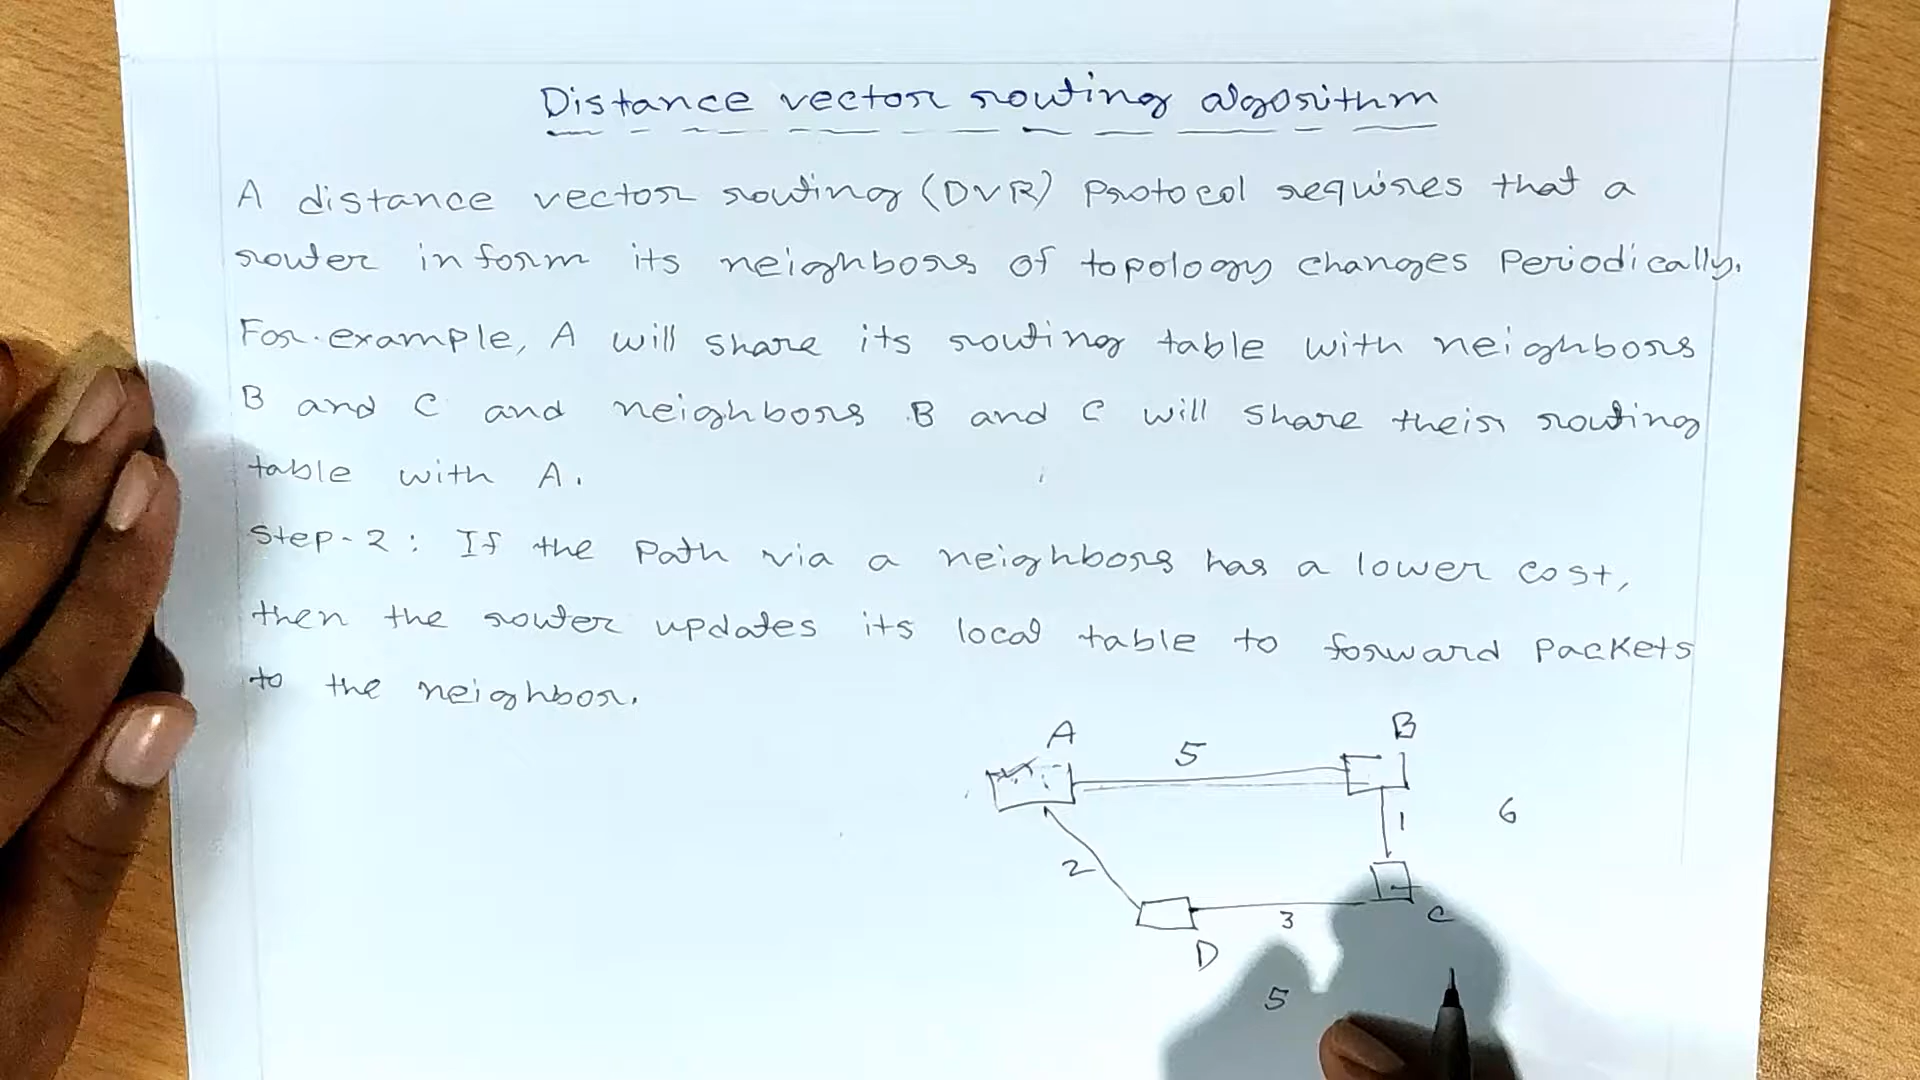 Distance vector routing algorithm
A distance vector routing (DVR) Protocol requires that a
router inform its neighbors of topology changes Periodically.
For example, A will share its routing table with neighbors
B and C and neighbors B and C will share their routing
table with A.
Step-2: If the Path via a neighbors has a lower cost,
then the router updates its local table to forward Packets
to the neighbor.
A
5
B
1
6
2
3
C
D
5